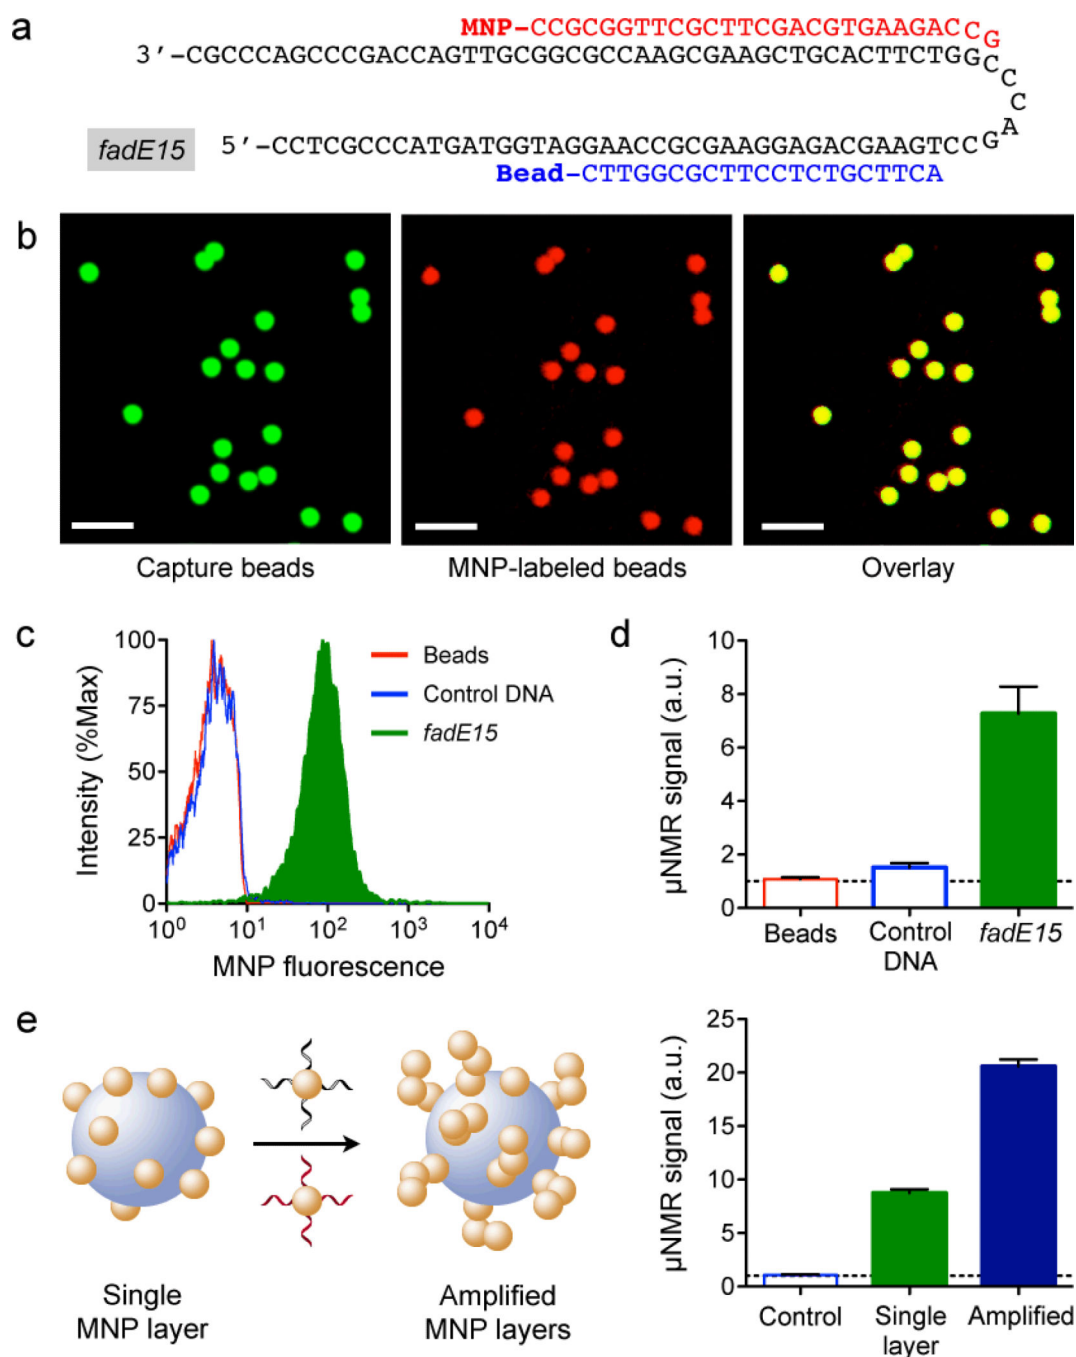 a
MNP-CCGCGGTTCGCTTCGACGTGAAGACCG
3'-CGCCCAGCCCGACCAGTTGCGGCGCCAAGCGAAGCTGCACTTCTGGCCCA
fadE15
5'-CCTCGCCCATGATGGTAGGAACCGCGAAGGAGACGAAGTCCG
Bead-CTTGGCGCTTCCTCTGCTTCA
b
Capture beads
MNP-labeled beads
Overlay
c
Intensity (%Max)
100
75
50
25
0
10⁰
10¹
10²
10³
10⁴
MNP fluorescence
Beads
Control DNA
fadE15
d
µNMR signal (a.u.)
10
8
6
4
2
0
Beads
Control
DNA
fadE15
e
Single
MNP layer
Amplified
MNP layers
µNMR signal (a.u.)
25
20
15
10
5
0
Control
Single
layer
Amplified